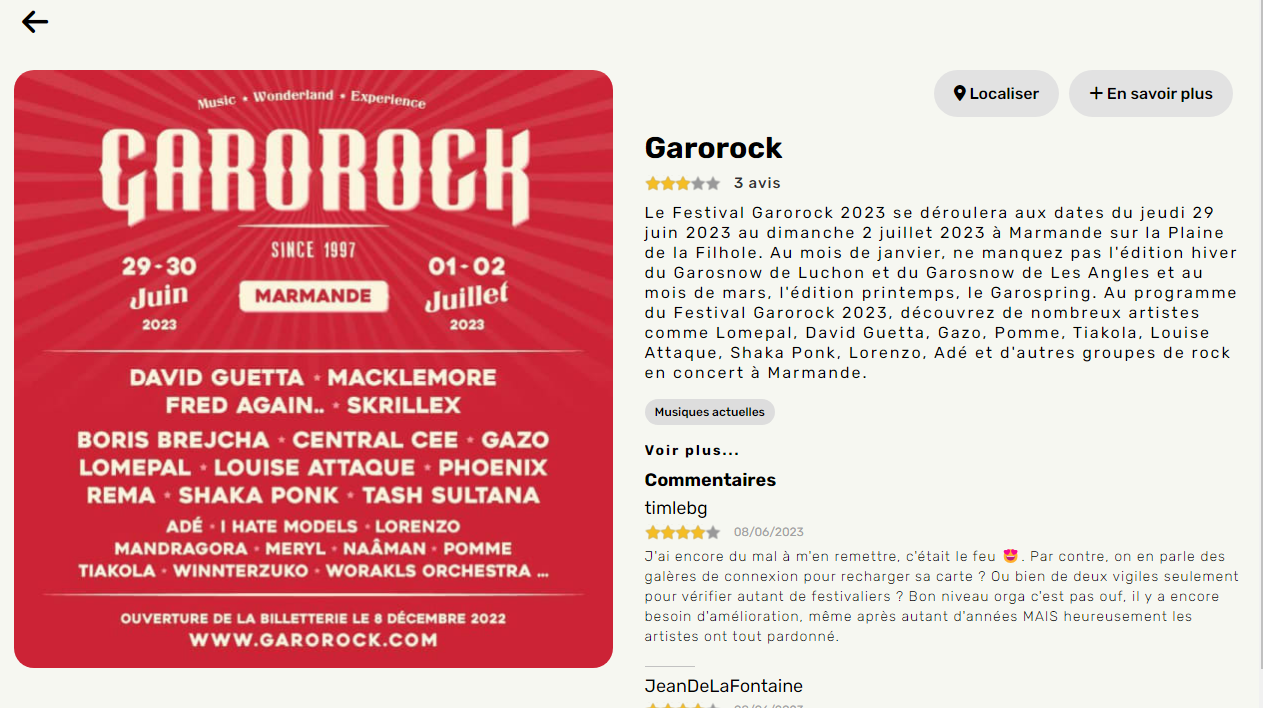 Music * Wonderland * Experience
GAROROCK
SINCE 1997
29-30
Juin
2023
MARMANDE
01-02
Juillet
2023
DAVID GUETTA * MACKLEMORE
FRED AGAIN.. * SKRILLEX
BORIS BREJCHA * CENTRAL CEE * GAZO
LOMEPAL * LOUISE ATTAQUE * PHOENIX
REMA * SHAKA PONK * TASH SULTANA
ADÉ * I HATE MODELS * LORENZO
MANDRAGORA * MERYL * NAÂMAN * POMME
TIAKOLA * WINNTERZUKO * WORAKLS ORCHESTRA ...
OUVERTURE DE LA BILLETTERIE LE 8 DÉCEMBRE 2022
WWW.GAROROCK.COM
Localiser
+ En savoir plus
Garorock
3 avis
Le Festival Garorock 2023 se déroulera aux dates du jeudi 29
juin 2023 au dimanche 2 juillet 2023 à Marmande sur la Plaine
de la Filhole. Au mois de janvier, ne manquez pas l'édition hiver
du Garosnow de Luchon et du Garosnow de Les Angles et au
mois de mars, l'édition printemps, le Garospring. Au programme
du Festival Garorock 2023, découvrez de nombreux artistes
comme Lomepal, David Guetta, Gazo, Pomme, Tiakola, Louise
Attaque, Shaka Ponk, Lorenzo, Adé et d'autres groupes de rock
en concert à Marmande.
Musiques actuelles
Voir plus...
Commentaires
timlebg
08/06/2023
J'ai encore du mal à m'en remettre, c'était le feu 😍. Par contre, on en parle des
galères de connexion pour recharger sa carte ? Ou bien de deux vigiles seulement
pour vérifier autant de festivaliers ? Bon niveau orga c'est pas ouf, il y a encore
besoin d'amélioration, même après autant d'années MAIS heureusement les
artistes ont tout pardonné.
JeanDeLaFontaine